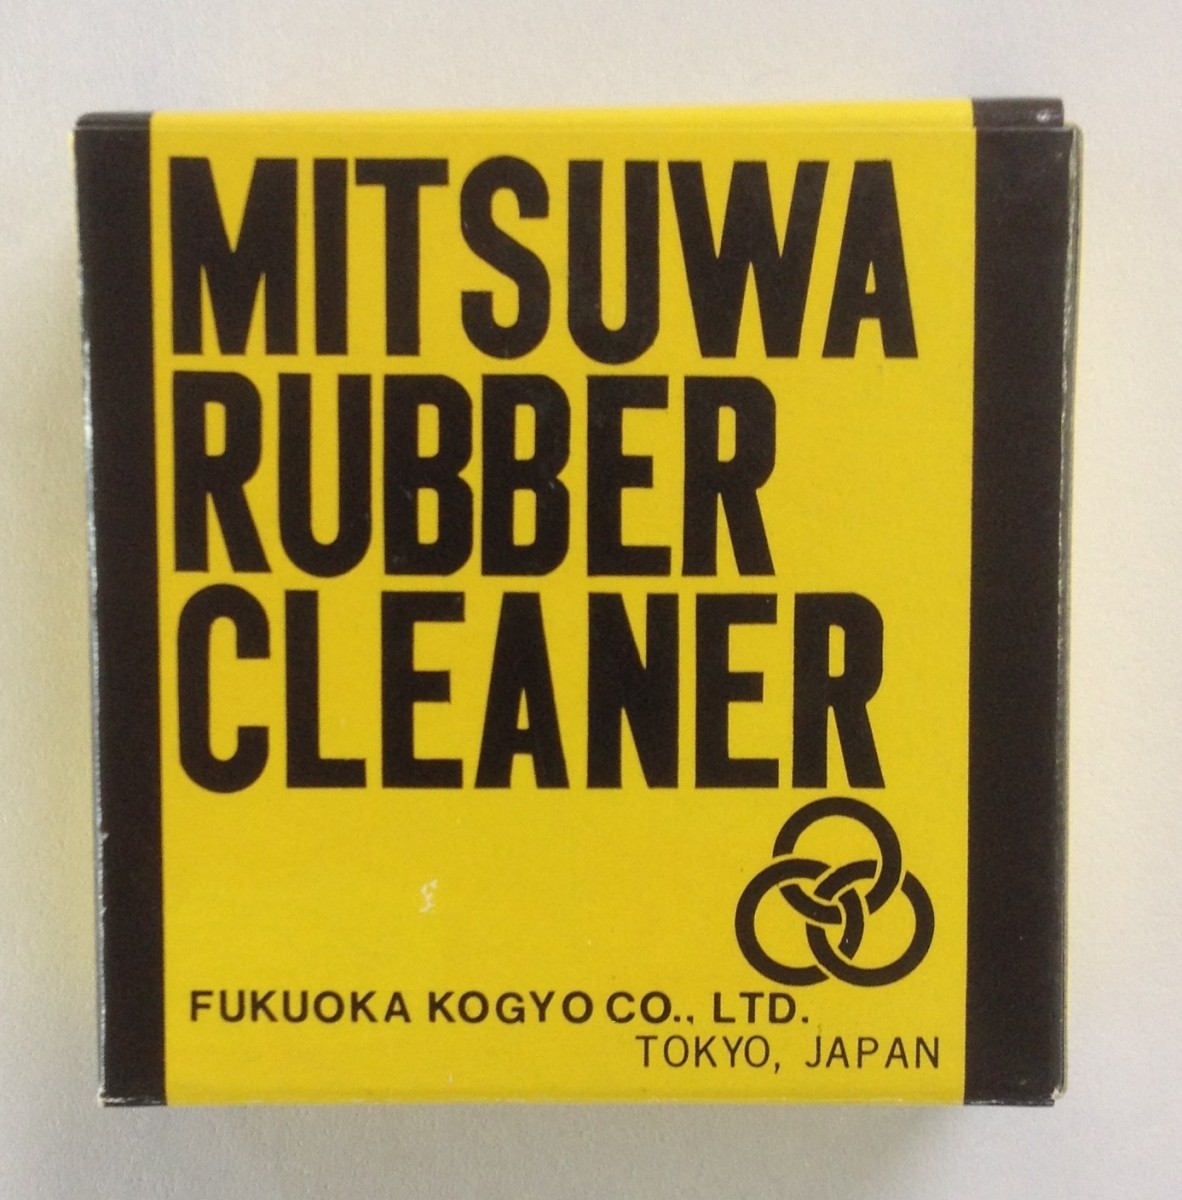 MITSUWA
RUBBER
CLEANER
FUKUOKA KOGYO CO., LTD.
TOKYO, JAPAN